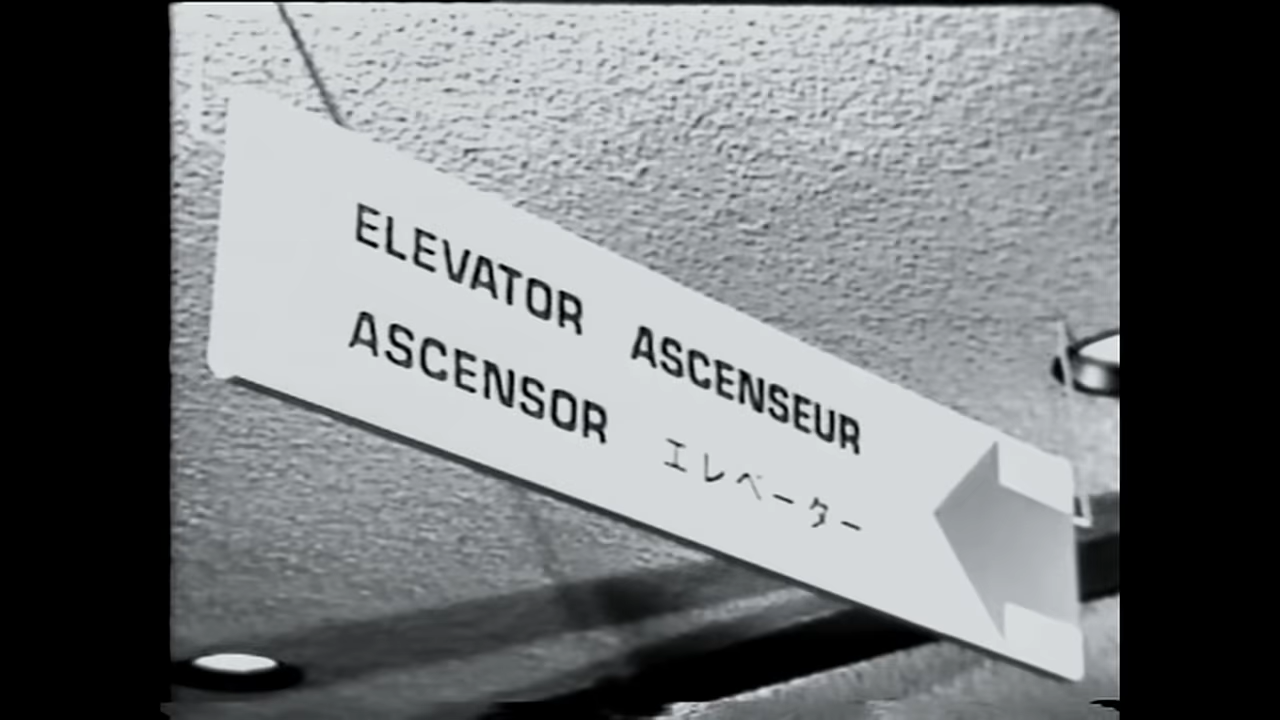 ELEVATOR ASCENSEUR
ASCENSOR エレベーター